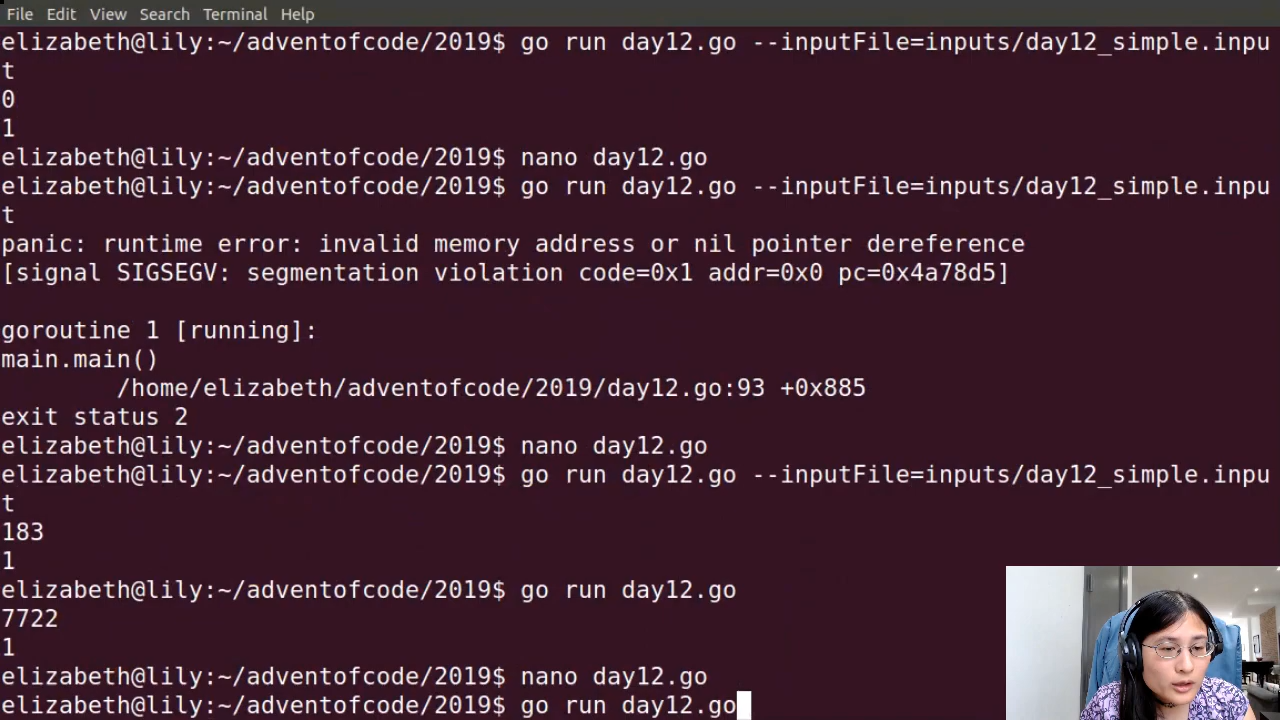 File Edit View Search Terminal Help
elizabeth@lily:~/adventofcode/2019$ go run day12.go --inputFile=inputs/day12_simple.inpu
t
0
1
elizabeth@lily:~/adventofcode/2019$ nano day12.go
elizabeth@lily:~/adventofcode/2019$ go run day12.go --inputFile=inputs/day12_simple.inpu
t
panic: runtime error: invalid memory address or nil pointer dereference
[signal SIGSEGV: segmentation violation code=0x1 addr=0x0 pc=0x4a78d5]
goroutine 1 [running]:
main.main()
/home/elizabeth/adventofcode/2019/day12.go:93 +0x885
exit status 2
elizabeth@lily:~/adventofcode/2019$ nano day12.go
elizabeth@lily:~/adventofcode/2019$ go run day12.go --inputFile=inputs/day12_simple.inpu
t
183
1
elizabeth@lily:~/adventofcode/2019$ go run day12.go
7722
1
elizabeth@lily:~/adventofcode/2019$ nano day12.go
elizabeth@lily:~/adventofcode/2019$ go run day12.go